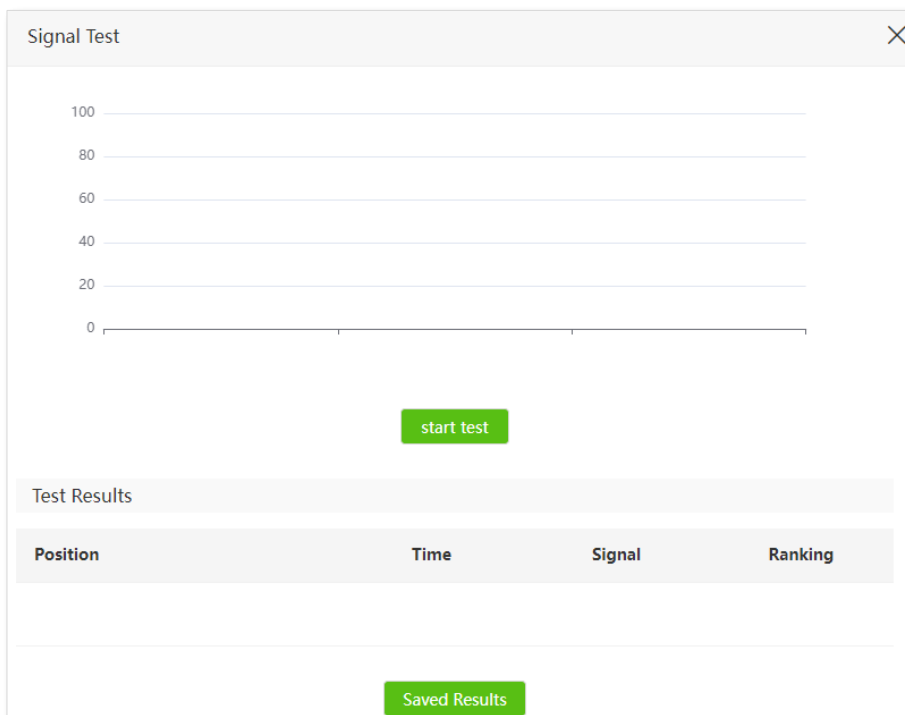 Signal Test
100
80
60
40
20
0
start test
Test Results
Position Time Signal Ranking
Saved Results